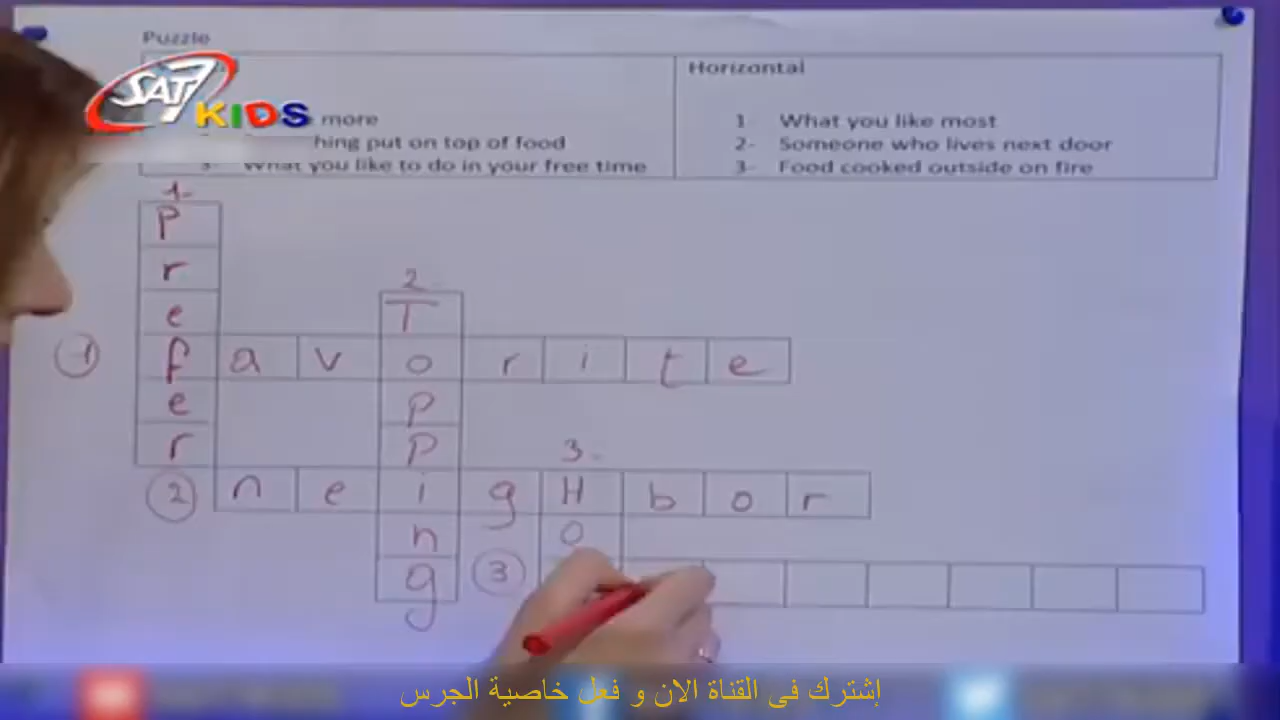 Puzzle
SAT7
KIDS
more
hing put on top of food
3- What you like to do in your free time
Horizontal
1 What you like most
2- Someone who lives next door
3- Food cooked outside on fire
1-
P
r
e
f
e
r
2
T
o
p
p
i
n
g
1
a v o r i t e
3-
2
n e i g H b o r
O
3
إشترك فى القناة الان و فعل خاصية الجرس